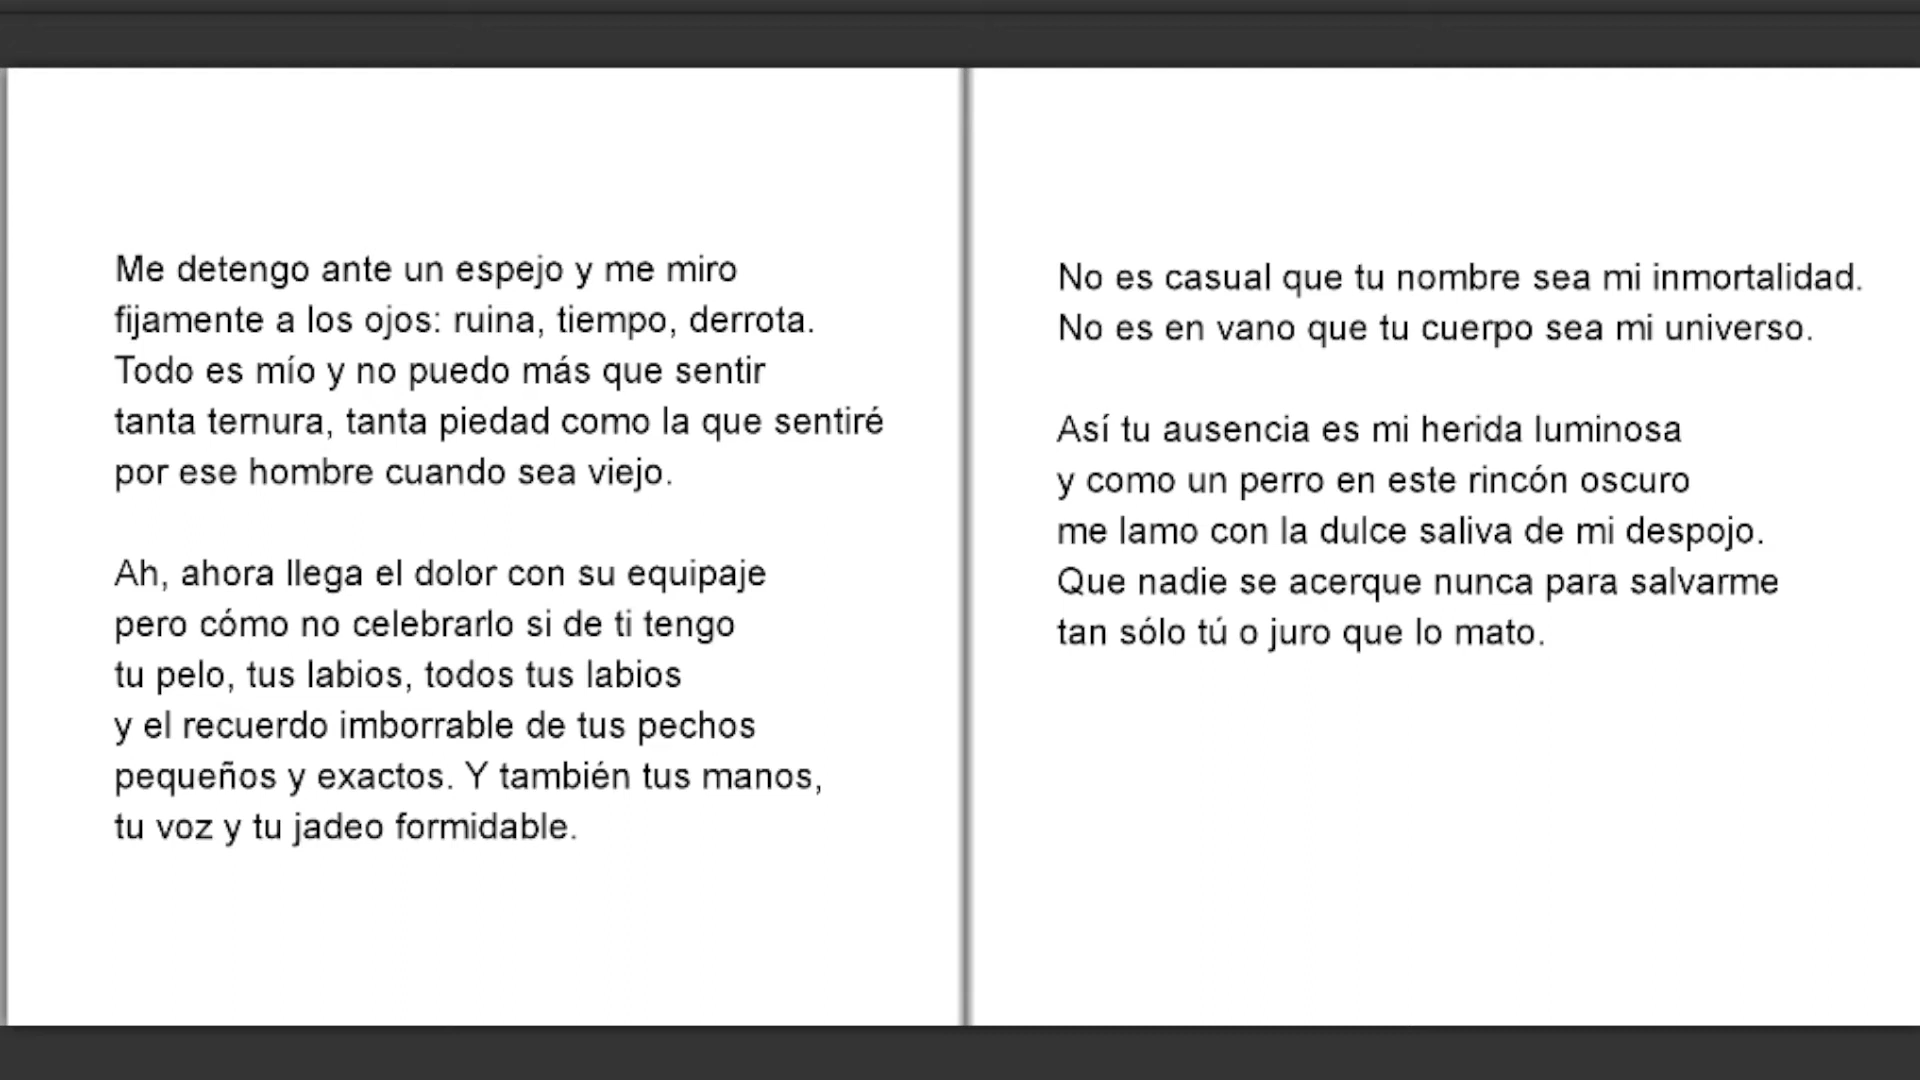 Me detengo ante un espejo y me miro
fijamente a los ojos: ruina, tiempo, derrota.
Todo es mío y no puedo más que sentir
tanta ternura, tanta piedad como la que sentiré
por ese hombre cuando sea viejo.
Ah, ahora llega el dolor con su equipaje
pero cómo no celebrarlo si de ti tengo
tu pelo, tus labios, todos tus labios
y el recuerdo imborrable de tus pechos
pequeños y exactos. Y también tus manos,
tu voz y tu jadeo formidable.
No es casual que tu nombre sea mi inmortalidad.
No es en vano que tu cuerpo sea mi universo.
Así tu ausencia es mi herida luminosa
y como un perro en este rincón oscuro
me lamo con la dulce saliva de mi despojo.
Que nadie se acerque nunca para salvarme
tan sólo tú o juro que lo mato.